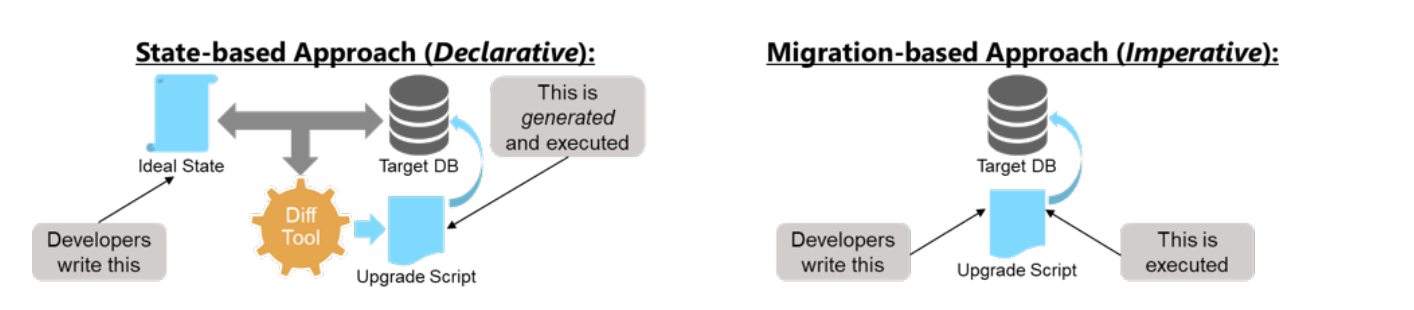 State-based Approach (Declarative):
This is
generated
and executed
Ideal State
Target DB
Diff
Tool
Developers
write this
Upgrade Script
Migration-based Approach (Imperative):
Target DB
Developers
write this
This is
executed
Upgrade Script